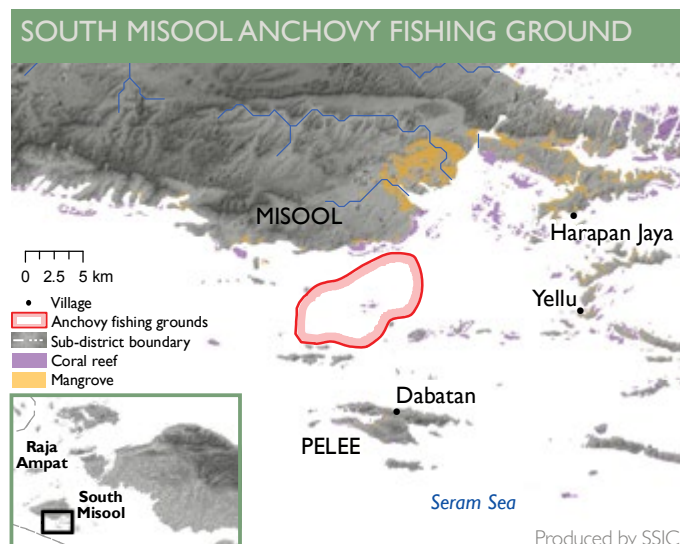 SOUTH MISOOL ANCHOVY FISHING GROUND
MISOOL
Harapan Jaya
0 2.5 5 km
Village
Anchovy fishing grounds
Sub-district boundary
Coral reef
Mangrove
Yellu
Dabatan
PELEE
Raja
Ampat
South
Misool
Seram Sea
Produced by SSIC